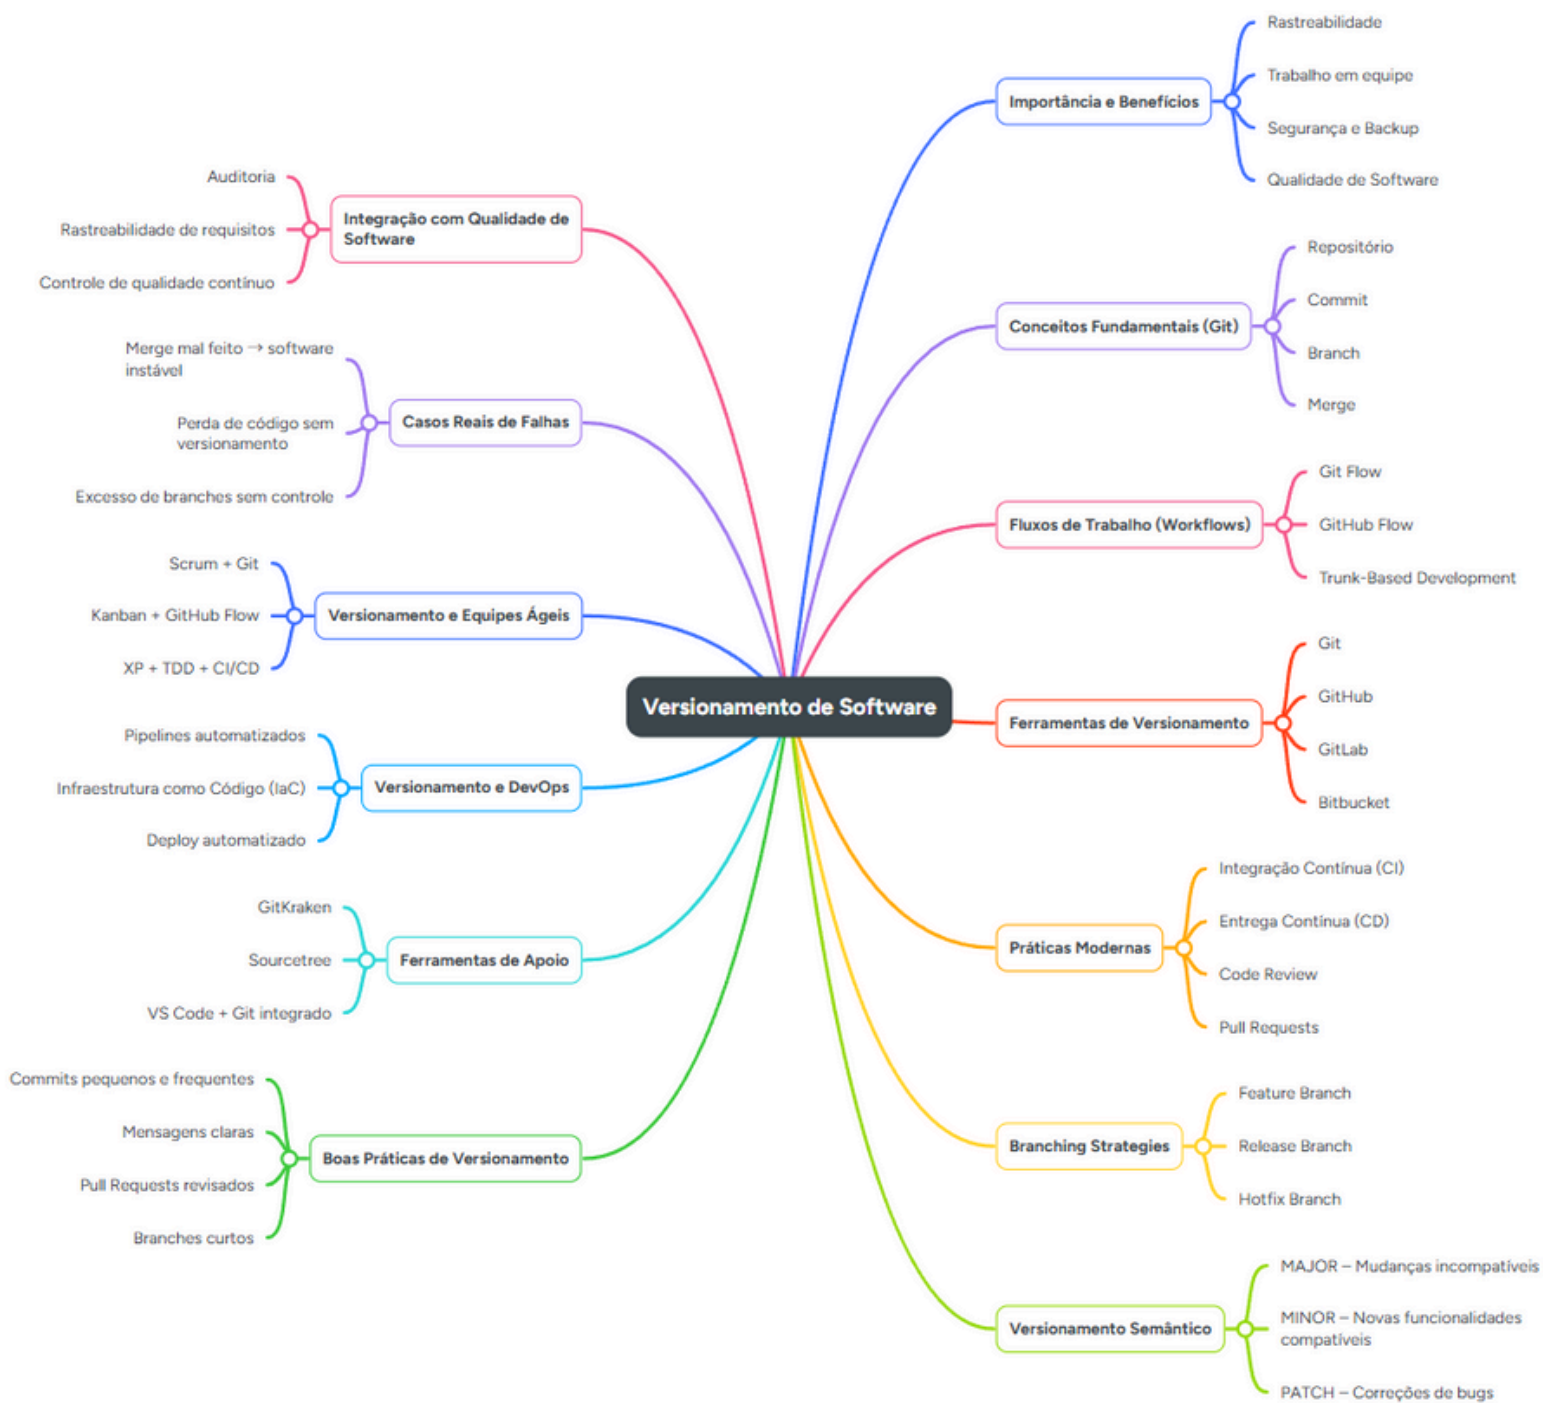 Versionamento de Software
Importância e Benefícios
Rastreabilidade
Trabalho em equipe
Segurança e Backup
Qualidade de Software
Conceitos Fundamentais (Git)
Repositório
Commit
Branch
Merge
Fluxos de Trabalho (Workflows)
Git Flow
GitHub Flow
Trunk-Based Development
Ferramentas de Versionamento
Git
GitHub
GitLab
Bitbucket
Práticas Modernas
Integração Contínua (CI)
Entrega Contínua (CD)
Code Review
Pull Requests
Branching Strategies
Feature Branch
Release Branch
Hotfix Branch
Versionamento Semântico
MAJOR – Mudanças incompatíveis
MINOR – Novas funcionalidades
compatíveis
PATCH – Correções de bugs
Integração com Qualidade de
Software
Auditoria
Rastreabilidade de requisitos
Controle de qualidade contínuo
Casos Reais de Falhas
Merge mal feito → software
instável
Perda de código sem
versionamento
Excesso de branches sem controle
Versionamento e Equipes Ágeis
Scrum + Git
Kanban + GitHub Flow
XP + TDD + CI/CD
Versionamento e DevOps
Pipelines automatizados
Infraestrutura como Código (IaC)
Deploy automatizado
Ferramentas de Apoio
GitKraken
Sourcetree
VS Code + Git integrado
Boas Práticas de Versionamento
Commits pequenos e frequentes
Mensagens claras
Pull Requests revisados
Branches curtos